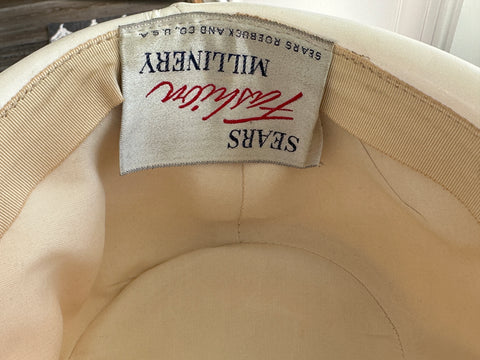 SEARS
Fashion
MILLINERY
SEARS ROEBUCK AND CO. U.S.A.